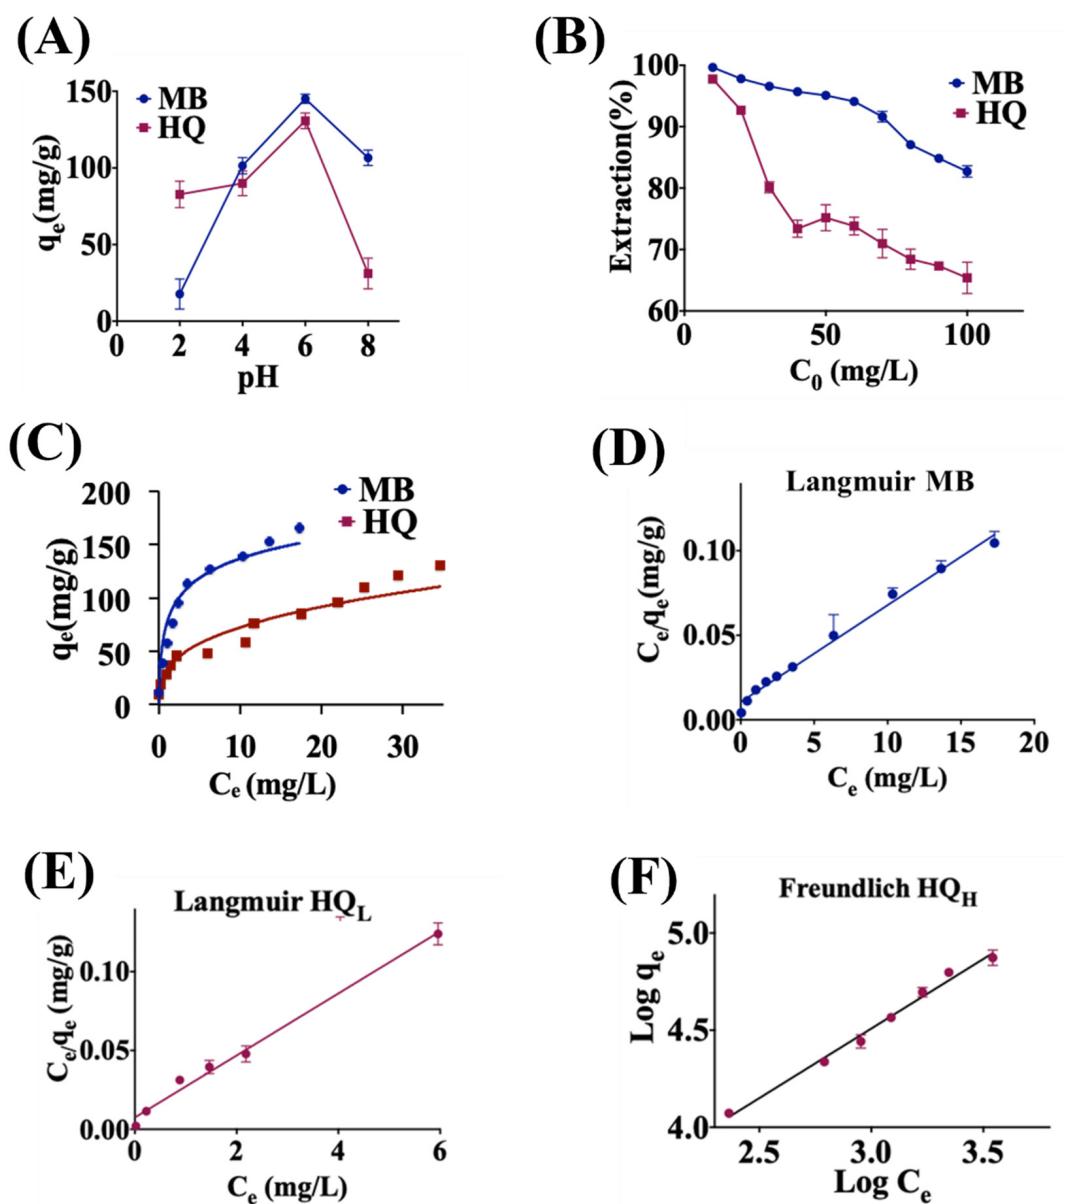 (A)
150
100
50
0
0 2 4 6 8
qe(mg/g)
pH
MB
HQ
(B)
100
90
80
70
60
0 50 100
Extraction(%)
C0 (mg/L)
MB
HQ
(C)
200
150
100
50
0
0 10 20 30
qe(mg/g)
Ce (mg/L)
MB
HQ
(D)
Langmuir MB
0.10
0.05
0.00
0 5 10 15 20
Ce/qe(mg/g)
Ce (mg/L)
(E)
Langmuir HQL
0.10
0.05
0.00
0 2 4 6
Ce/qe (mg/g)
Ce (mg/L)
(F)
Freundlich HQH
5.0
4.5
4.0
2.5 3.0 3.5
Log qe
Log Ce